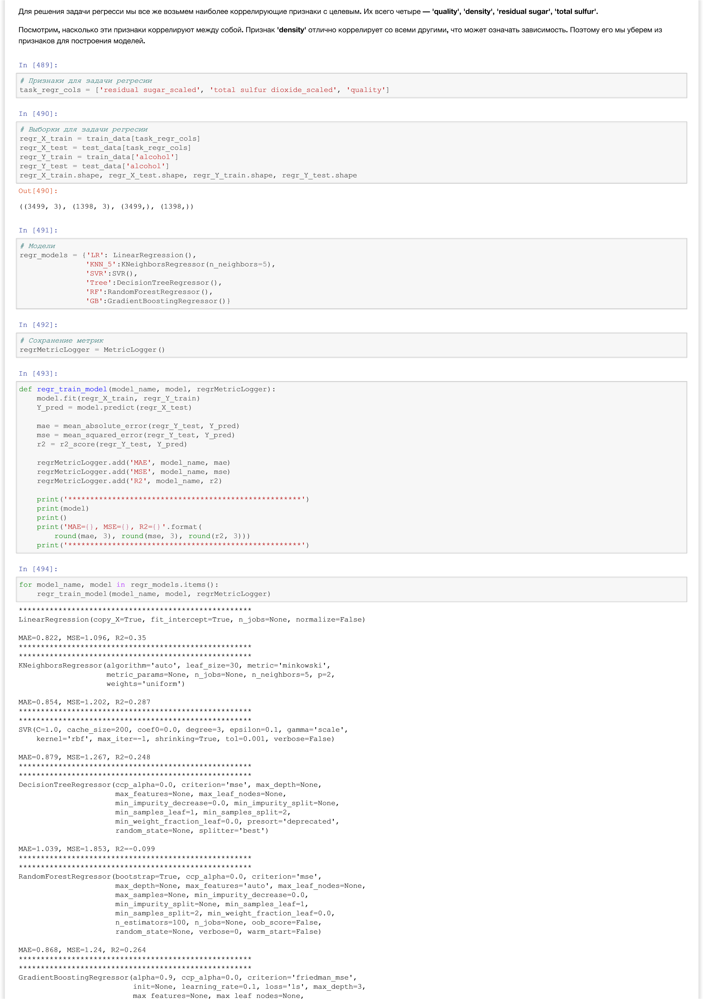 Для решения задачи регресси мы все же возьмем наиболее коррелирующие признаки с целевым. Их всего четыре — 'quality', 'density', 'residual sugar', 'total sulfur'.
Посмотрим, насколько эти признаки коррелируют между собой. Признак 'density' отлично коррелирует со всеми другими, что может означать зависимость. Поэтому его мы уберем из
признаков для построения моделей.
In [489]:
# Признаки для задачи регресии
task_regr_cols = ['residual sugar_scaled', 'total sulfur dioxide_scaled', 'quality']
In [490]:
# Выборки для задачи регресии
regr_X_train = train_data[task_regr_cols]
regr_X_test = test_data[task_regr_cols]
regr_Y_train = train_data['alcohol']
regr_Y_test = test_data['alcohol']
regr_X_train.shape, regr_X_test.shape, regr_Y_train.shape, regr_Y_test.shape
Out[490]:
((3499, 3), (1398, 3), (3499,), (1398,))
In [491]:
# Модели
regr_models = {'LR': LinearRegression(),
               'KNN_5':KNeighborsRegressor(n_neighbors=5),
               'SVR':SVR(),
               'Tree':DecisionTreeRegressor(),
               'RF':RandomForestRegressor(),
               'GB':GradientBoostingRegressor()}
In [492]:
# Сохранение метрик
regrMetricLogger = MetricLogger()
In [493]:
def regr_train_model(model_name, model, regrMetricLogger):
    model.fit(regr_X_train, regr_Y_train)
    Y_pred = model.predict(regr_X_test)
    mae = mean_absolute_error(regr_Y_test, Y_pred)
    mse = mean_squared_error(regr_Y_test, Y_pred)
    r2 = r2_score(regr_Y_test, Y_pred)
    regrMetricLogger.add('MAE', model_name, mae)
    regrMetricLogger.add('MSE', model_name, mse)
    regrMetricLogger.add('R2', model_name, r2)
    print('*****************************************************')
    print(model)
    print()
    print('MAE={}, MSE={}, R2={}'.format(
        round(mae, 3), round(mse, 3), round(r2, 3)))
    print('*****************************************************')
In [494]:
for model_name, model in regr_models.items():
    regr_train_model(model_name, model, regrMetricLogger)
*****************************************************
LinearRegression(copy_X=True, fit_intercept=True, n_jobs=None, normalize=False)
MAE=0.822, MSE=1.096, R2=0.35
*****************************************************
*****************************************************
KNeighborsRegressor(algorithm='auto', leaf_size=30, metric='minkowski',
                    metric_params=None, n_jobs=None, n_neighbors=5, p=2,
                    weights='uniform')
MAE=0.854, MSE=1.202, R2=0.287
*****************************************************
*****************************************************
SVR(C=1.0, cache_size=200, coef0=0.0, degree=3, epsilon=0.1, gamma='scale',
    kernel='rbf', max_iter=-1, shrinking=True, tol=0.001, verbose=False)
MAE=0.879, MSE=1.267, R2=0.248
*****************************************************
*****************************************************
DecisionTreeRegressor(ccp_alpha=0.0, criterion='mse', max_depth=None,
                      max_features=None, max_leaf_nodes=None,
                      min_impurity_decrease=0.0, min_impurity_split=None,
                      min_samples_leaf=1, min_samples_split=2,
                      min_weight_fraction_leaf=0.0, presort='deprecated',
                      random_state=None, splitter='best')
MAE=1.039, MSE=1.853, R2=-0.099
*****************************************************
*****************************************************
RandomForestRegressor(bootstrap=True, ccp_alpha=0.0, criterion='mse',
                      max_depth=None, max_features='auto', max_leaf_nodes=None,
                      max_samples=None, min_impurity_decrease=0.0,
                      min_impurity_split=None, min_samples_leaf=1,
                      min_samples_split=2, min_weight_fraction_leaf=0.0,
                      n_estimators=100, n_jobs=None, oob_score=False,
                      random_state=None, verbose=0, warm_start=False)
MAE=0.868, MSE=1.24, R2=0.264
*****************************************************
*****************************************************
GradientBoostingRegressor(alpha=0.9, ccp_alpha=0.0, criterion='friedman_mse',
                          init=None, learning_rate=0.1, loss='ls', max_depth=3,
                          max_features=None, max_leaf_nodes=None,